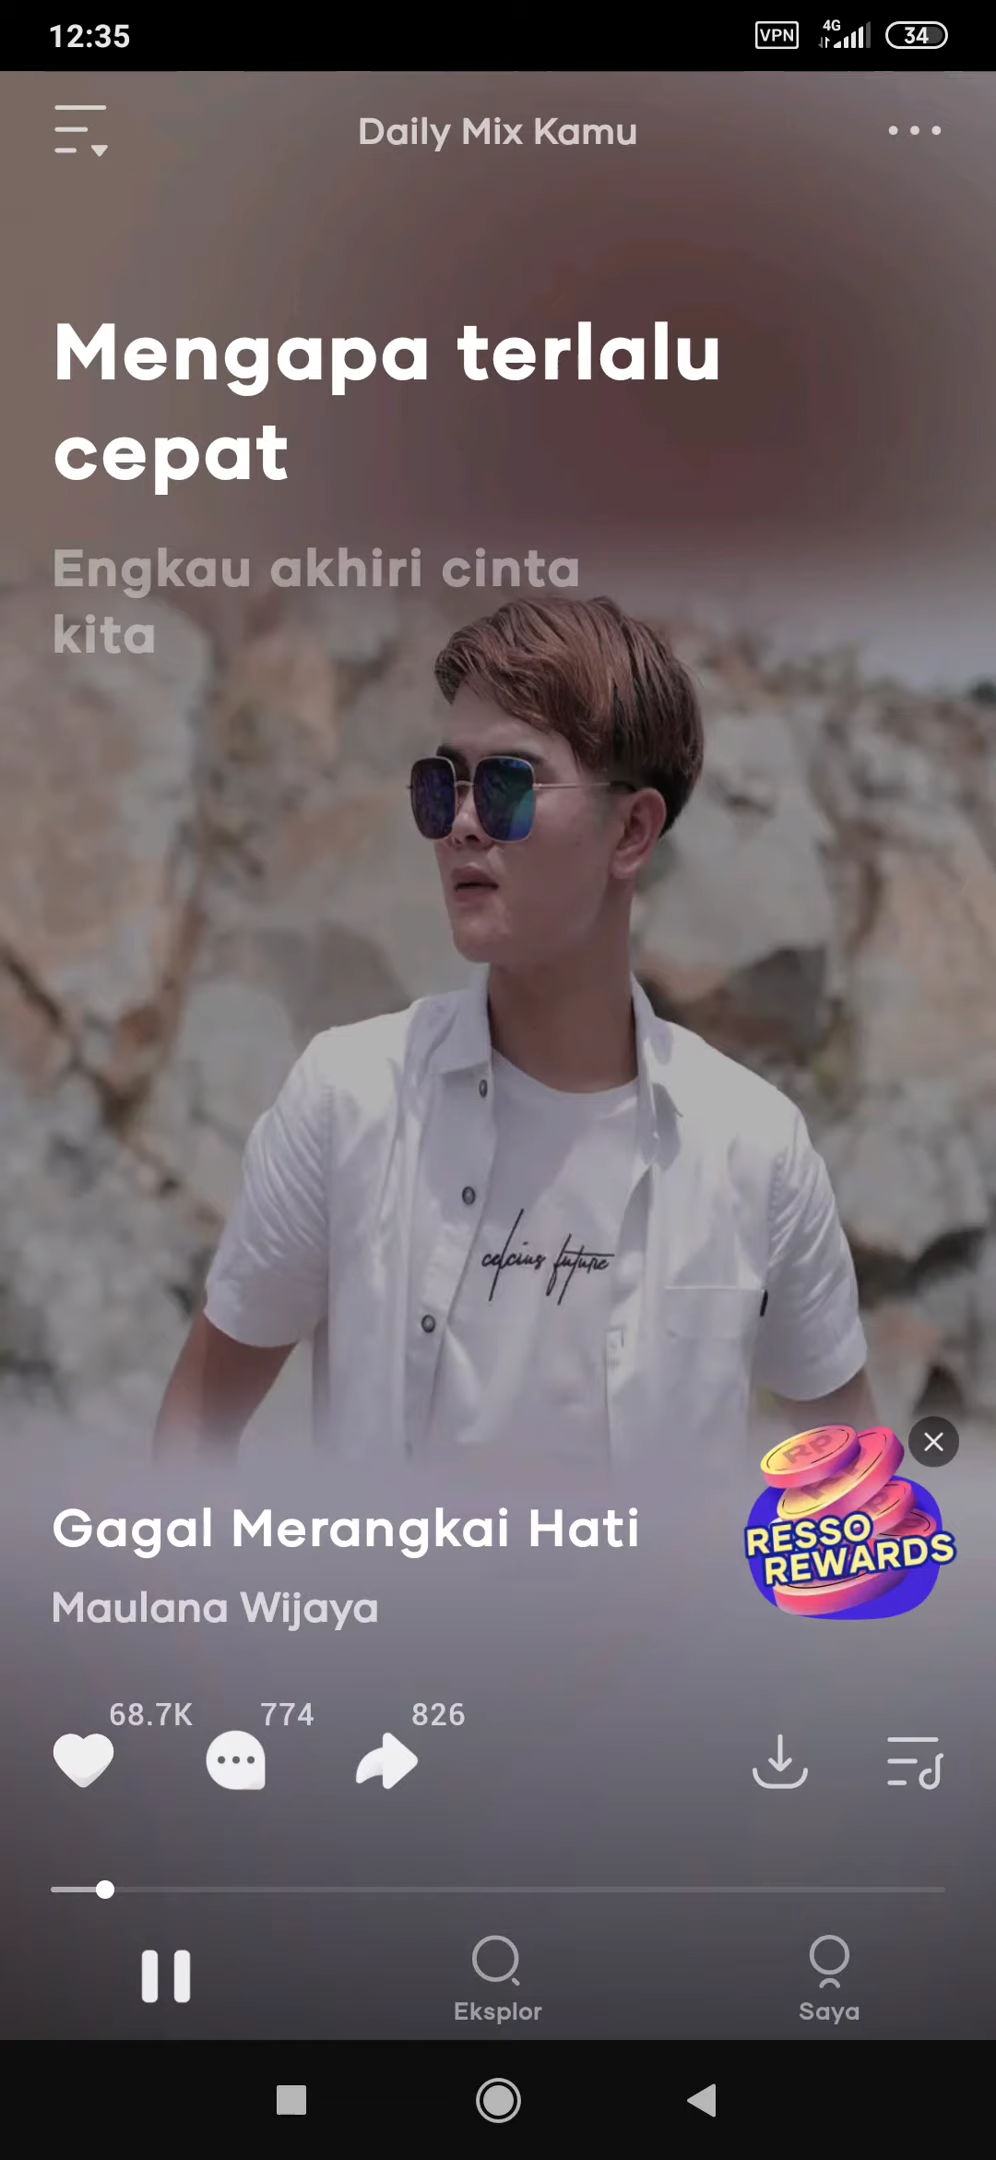 12:35
VPN
4G
34
Daily Mix Kamu
Mengapa terlalu
cepat
Engkau akhiri cinta
kita
celcius future
RP
RESSO
REWARDS
Gagal Merangkai Hati
Maulana Wijaya
68.7K
774
826
Eksplor
Saya